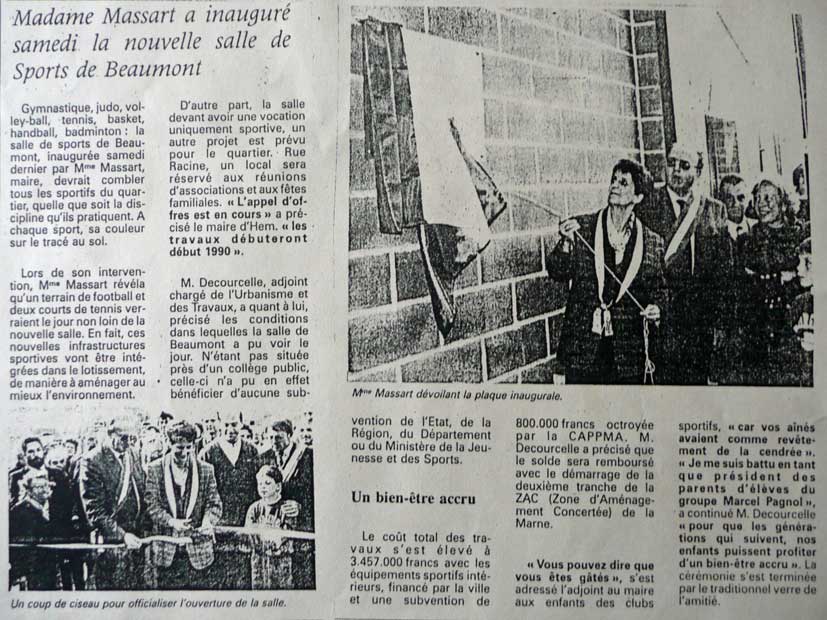 Madame Massart a inauguré
samedi la nouvelle salle de
Sports de Beaumont
Gymnastique, judo, vol-
ley-ball, tennis, basket,
handball, badminton : la
salle de sports de Beau-
mont, inaugurée samedi
dernier par Mme Massart,
maire, devrait combler
tous les sportifs du quar-
tier, quelle que soit la dis-
cipline qu'ils pratiquent. A
chaque sport, sa couleur
sur le tracé au sol.
Lors de son interven-
tion, Mme Massart révéla
qu'un terrain de football et
deux courts de tennis ver-
raient le jour non loin de la
nouvelle salle. En fait, ces
nouvelles infrastructures
sportives vont être inté-
grées dans le lotissement,
de manière à aménager au
mieux l'environnement.
D'autre part, la salle
devant avoir une vocation
uniquement sportive, un
autre projet est prévu
pour le quartier. Rue
Racine, un local sera
réservé aux réunions
d'associations et aux fêtes
familiales. « L'appel d'of-
fres est en cours » a pré-
cisé le maire d'Hem. « les
travaux débuteront
début 1990 ».
M. Decourcelle, adjoint
chargé de l'Urbanisme et
des Travaux, a quant à lui,
précisé les conditions
dans lequelles la salle de
Beaumont a pu voir le
jour. N'étant pas située
près d'un collège public,
celle-ci n'a pu en effet
bénéficier d'aucune sub-
Mme Massart dévoilant la plaque inaugurale.
Un coup de ciseau pour officialiser l'ouverture de la salle.
vention de l'Etat, de la
Région, du Département
ou du Ministère de la Jeu-
nesse et des Sports.
Un bien-être accru
Le coût total des tra-
vaux s'est élevé à
3.457.000 francs avec les
équipements sportifs inté-
rieurs, financé par la ville
et une subvention de
800.000 francs octroyée
par la CAPPMA. M.
Decourcelle a précisé que
le solde sera remboursé
avec le démarrage de la
deuxième tranche de la
ZAC (Zone d'Aménage-
ment Concertée) de la
Marne.
« Vous pouvez dire que
vous êtes gâtés », s'est
adressé l'adjoint au maire
aux enfants des clubs
sportifs, « car vos aînés
avaient comme revête-
ment de la cendrée ».
« Je me suis battu en tant
que président des
parents d'élèves du
groupe Marcel Pagnol »,
a continué M. Decourcelle
« pour que les généra-
tions qui suivent, nos
enfants puissent profiter
d'un bien-être accru ». La
cérémonie s'est terminée
par le traditionnel verre de
l'amitié.